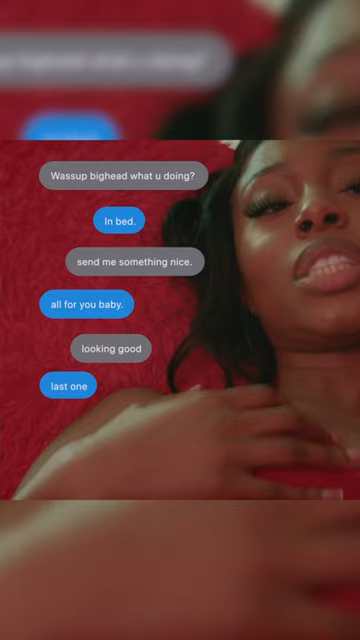 Wassup bighead what u doing?
In bed.
send me something nice.
all for you baby.
looking good
last one